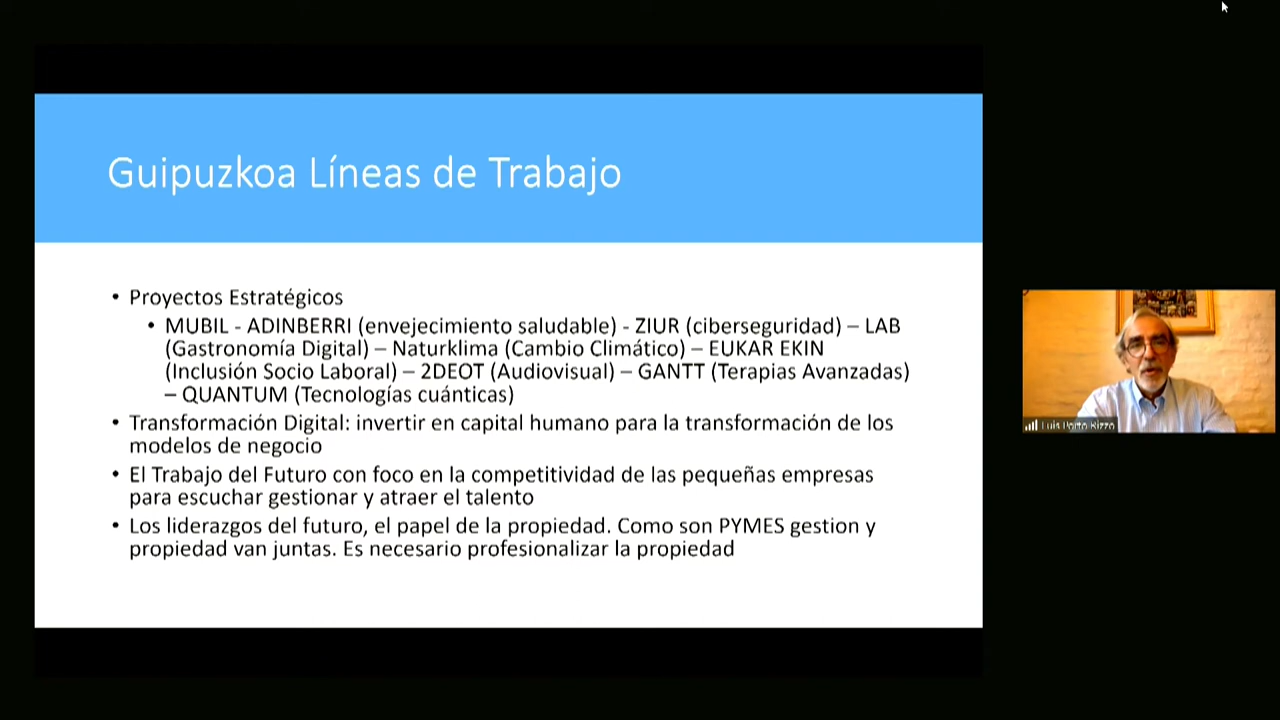 Guipuzkoa Líneas de Trabajo
• Proyectos Estratégicos
• MUBIL - ADINBERRI (envejecimiento saludable) - ZIUR (ciberseguridad) – LAB
(Gastronomía Digital) – Naturklima (Cambio Climático) – EUKAR EKIN
(Inclusión Socio Laboral) – 2DEOT (Audiovisual) – GANTT (Terapias Avanzadas)
– QUANTUM (Tecnologías cuánticas)
• Transformación Digital: invertir en capital humano para la transformación de los
modelos de negocio
• El Trabajo del Futuro con foco en la competitividad de las pequeñas empresas
para escuchar gestionar y atraer el talento
• Los liderazgos del futuro, el papel de la propiedad. Como son PYMES gestion y
propiedad van juntas. Es necesario profesionalizar la propiedad
Luis Porto Rizzo